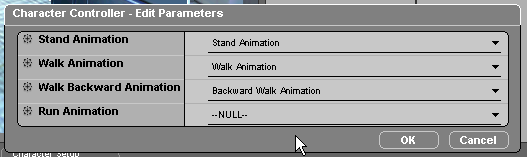 Character Controller - Edit Parameters
Stand Animation Stand Animation
Walk Animation Walk Animation
Walk Backward Animation Backward Walk Animation
Run Animation --NULL--
OK Cancel
Character Setup